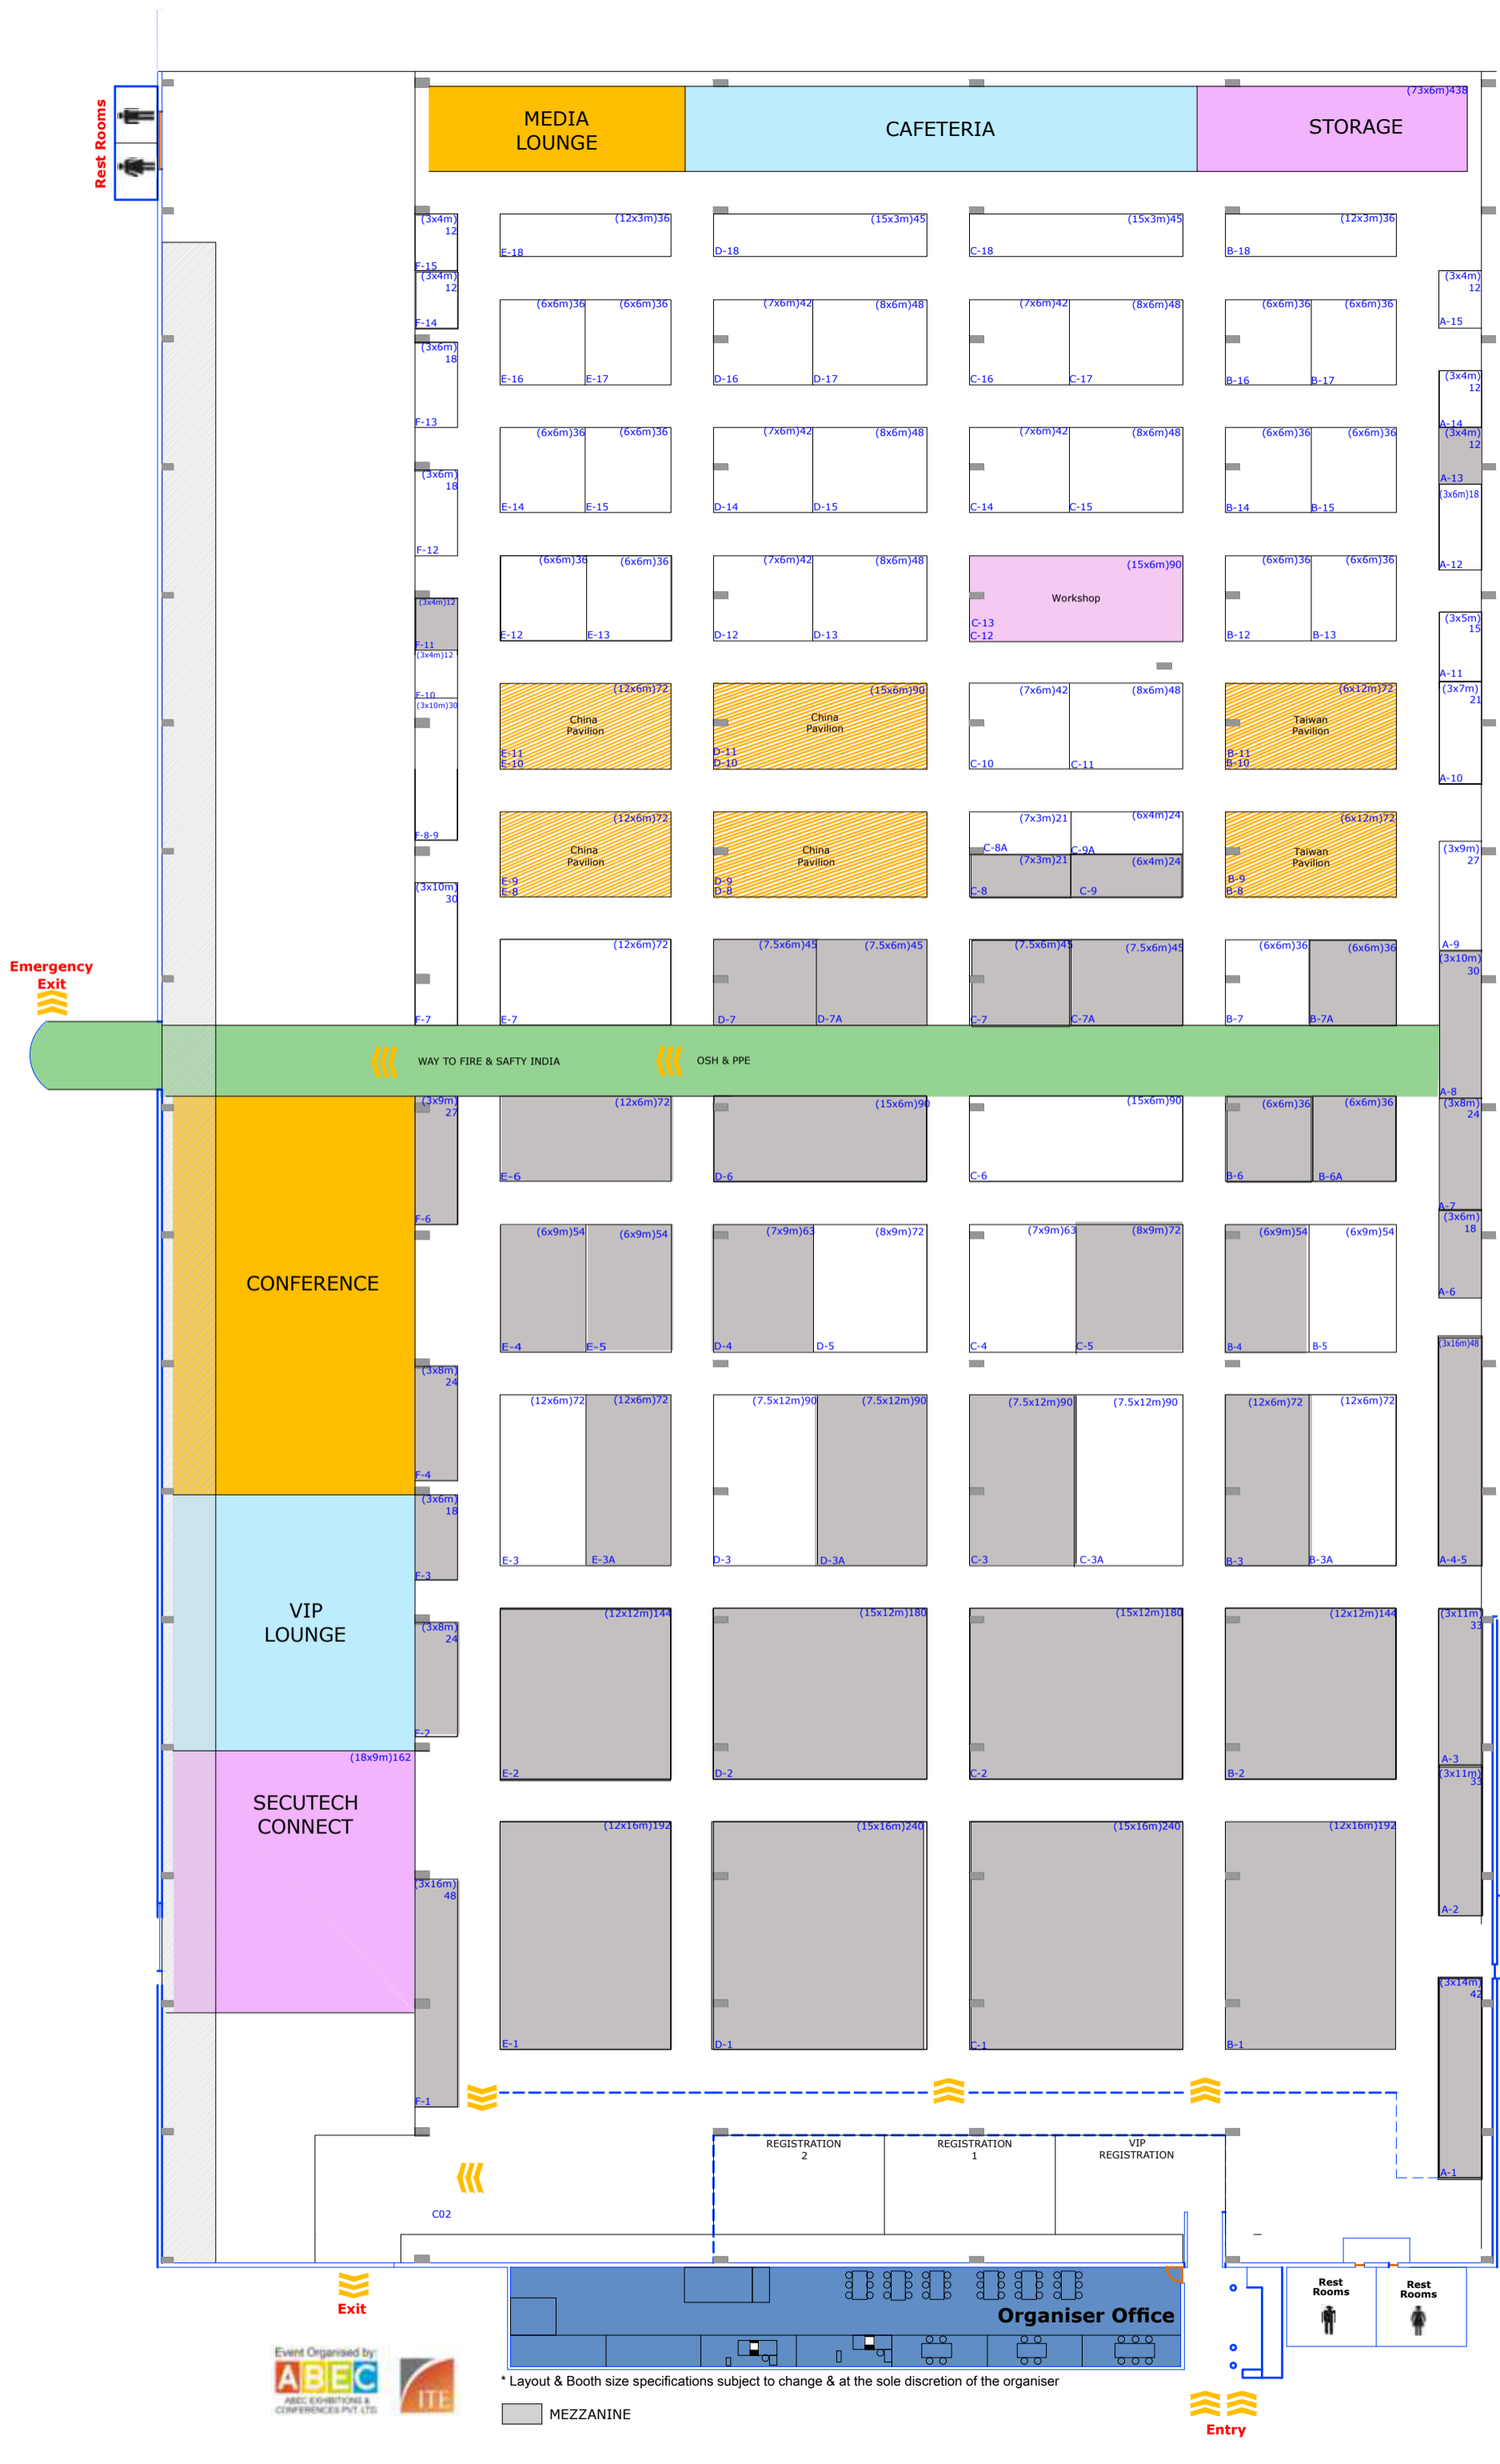 Rest Rooms
MEDIA
LOUNGE
CAFETERIA
(73x6m)438
STORAGE
(3x4m)
12
F-15
(12x3m)36
E-18
(15x3m)45
D-18
(15x3m)45
C-18
(12x3m)36
B-18
(3x4m)
12
F-14
(3x4m)
12
A-15
(6x6m)36
E-16
(6x6m)36
E-17
(7x6m)42
D-16
(8x6m)48
D-17
(7x6m)42
C-16
(8x6m)48
C-17
(6x6m)36
B-16
(6x6m)36
B-17
(3x6m)
18
F-13
(3x4m)
12
A-14
(3x4m)
12
A-13
(6x6m)36
E-14
(6x6m)36
E-15
(7x6m)42
D-14
(8x6m)48
D-15
(7x6m)42
C-14
(8x6m)48
C-15
(6x6m)36
B-14
(6x6m)36
B-15
(3x6m)
18
F-12
(3x6m)18
A-12
(6x6m)36
E-12
(6x6m)36
E-13
(7x6m)42
D-12
(8x6m)48
D-13
(15x6m)90
Workshop
C-13
C-12
(6x6m)36
B-12
(6x6m)36
B-13
(3x4m)12
F-11
(3x4m)12
F-10
(3x5m)
15
A-11
(3x7m)
21
A-10
(3x10m)30
F-8-9
(12x6m)72
China
Pavilion
E-11
E-10
(15x6m)90
China
Pavilion
D-11
D-10
(7x6m)42
C-10
(8x6m)48
C-11
(6x12m)72
Taiwan
Pavilion
B-11
B-10
(12x6m)72
China
Pavilion
E-9
E-8
China
Pavilion
D-9
D-8
(7x3m)21
C-8A
(6x4m)24
C-9A
(7x3m)21
C-8
(6x4m)24
C-9
(6x12m)72
Taiwan
Pavilion
B-9
B-8
(3x9m)
27
A-9
(3x10m)
30
F-7
(12x6m)72
E-7
(7.5x6m)45
D-7
(7.5x6m)45
D-7A
(7.5x6m)45
C-7
(7.5x6m)45
C-7A
(6x6m)36
B-7
(6x6m)36
B-7A
(3x10m)
30
A-8
Emergency
Exit
WAY TO FIRE & SAFTY INDIA
OSH & PPE
(3x9m)
27
F-6
(12x6m)72
E-6
(15x6m)90
D-6
(15x6m)90
C-6
(6x6m)36
B-6
(6x6m)36
B-6A
(3x8m)
24
A-7
(3x6m)
18
A-6
CONFERENCE
(6x9m)54
E-4
(6x9m)54
E-5
(7x9m)63
D-4
(8x9m)72
D-5
(7x9m)63
C-4
(8x9m)72
C-5
(6x9m)54
B-4
(6x9m)54
B-5
(3x16m)48
A-4-5
(3x8m)
24
F-4
(12x6m)72
E-3
(12x6m)72
E-3A
(7.5x12m)90
D-3
(7.5x12m)90
D-3A
(7.5x12m)90
C-3
(7.5x12m)90
C-3A
(12x6m)72
B-3
(12x6m)72
B-3A
(3x6m)
18
F-3
VIP
LOUNGE
(3x8m)
24
F-2
(12x12m)144
E-2
(15x12m)180
D-2
(15x12m)180
C-2
(12x12m)144
B-2
(3x11m)
33
A-3
(3x11m)
33
A-2
(18x9m)162
SECUTECH
CONNECT
(3x16m)
48
F-1
(12x16m)192
E-1
(15x16m)240
D-1
(15x16m)240
C-1
(12x16m)192
B-1
(3x14m)
42
A-1
REGISTRATION
2
REGISTRATION
1
VIP
REGISTRATION
C02
Exit
Organiser Office
Rest
Rooms
Rest
Rooms
Event Organised by:
ABEC
ABEC EXHIBITIONS &
CONFERENCES PVT. LTD.
ITE
* Layout & Booth size specifications subject to change & at the sole discretion of the organiser
MEZZANINE
Entry